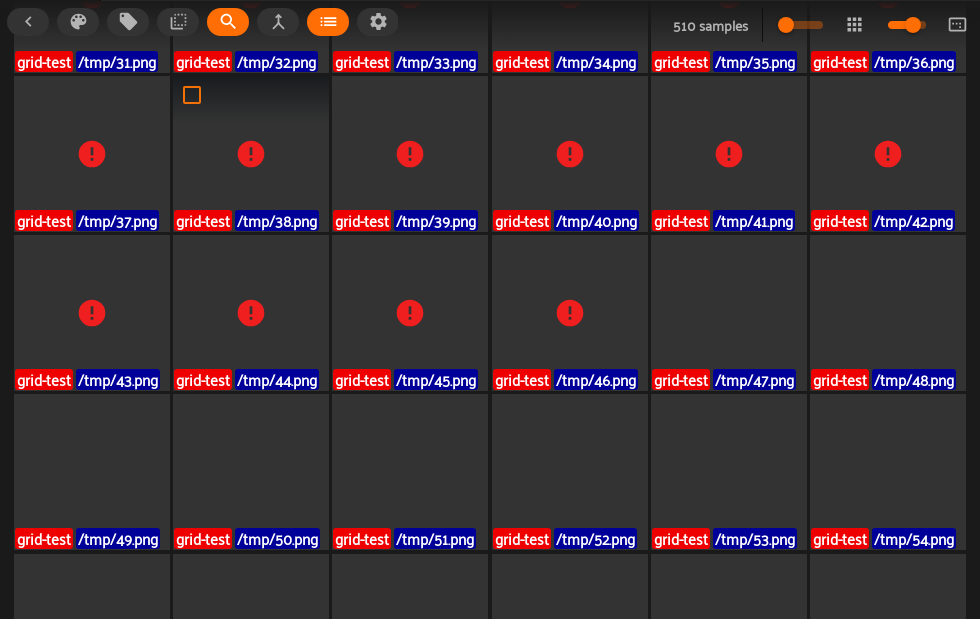 510 samples
grid-test /tmp/31.png grid-test /tmp/32.png grid-test /tmp/33.png grid-test /tmp/34.png grid-test /tmp/35.png grid-test /tmp/36.png
grid-test /tmp/37.png grid-test /tmp/38.png grid-test /tmp/39.png grid-test /tmp/40.png grid-test /tmp/41.png grid-test /tmp/42.png
grid-test /tmp/43.png grid-test /tmp/44.png grid-test /tmp/45.png grid-test /tmp/46.png grid-test /tmp/47.png grid-test /tmp/48.png
grid-test /tmp/49.png grid-test /tmp/50.png grid-test /tmp/51.png grid-test /tmp/52.png grid-test /tmp/53.png grid-test /tmp/54.png